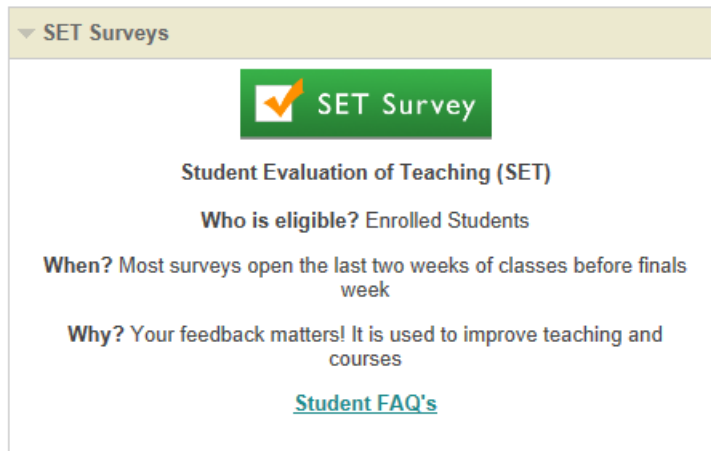 SET Surveys
SET Survey
Student Evaluation of Teaching (SET)
Who is eligible? Enrolled Students
When? Most surveys open the last two weeks of classes before finals
week
Why? Your feedback matters! It is used to improve teaching and
courses
Student FAQ's